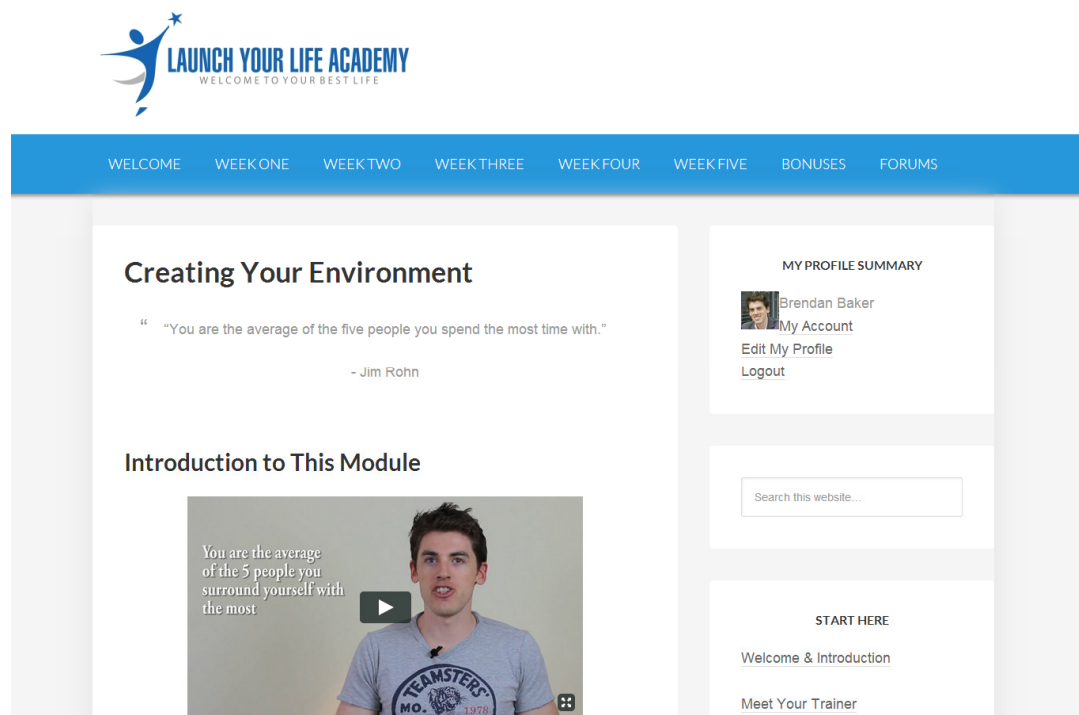 LAUNCH YOUR LIFE ACADEMY
WELCOME TO YOUR BEST LIFE
WELCOME WEEK ONE WEEK TWO WEEK THREE WEEK FOUR WEEK FIVE BONUSES FORUMS
Creating Your Environment
“ “You are the average of the five people you spend the most time with.”
- Jim Rohn
Introduction to This Module
You are the average
of the 5 people you
surround yourself with
the most
TEAMSTERS'
MO. 1978
MY PROFILE SUMMARY
Brendan Baker
My Account
Edit My Profile
Logout
Search this website…
START HERE
Welcome & Introduction
Meet Your Trainer